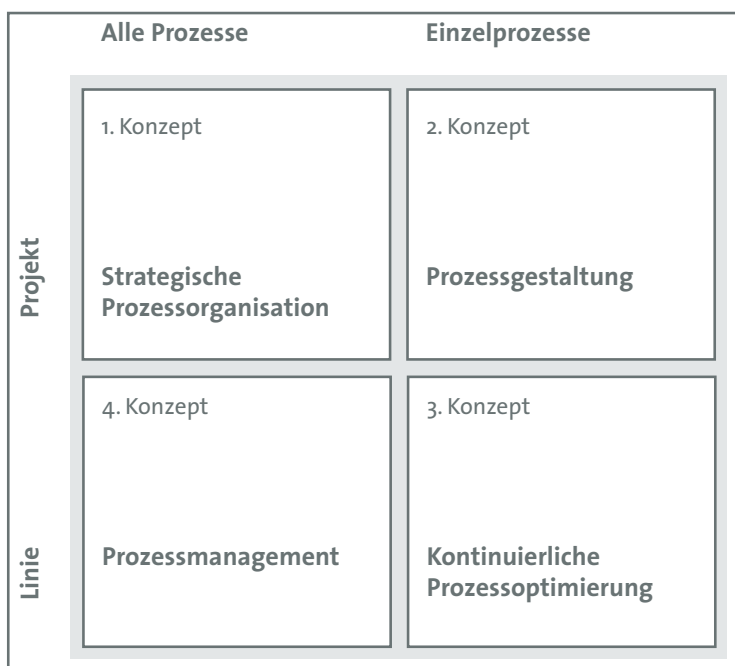 Alle Prozesse
Einzelprozesse
Projekt
1. Konzept
Strategische
Prozessorganisation
2. Konzept
Prozessgestaltung
Linie
4. Konzept
Prozessmanagement
3. Konzept
Kontinuierliche
Prozessoptimierung